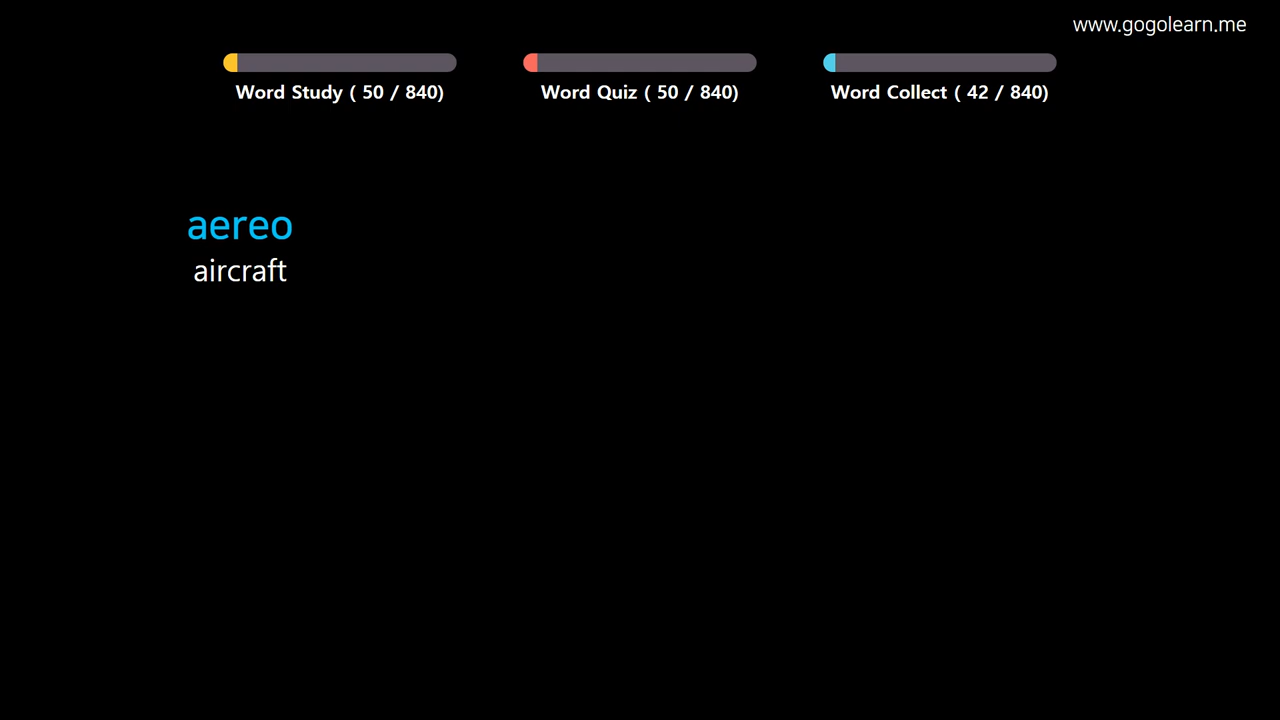 www.gogolearn.me
Word Study ( 50 / 840)
Word Quiz ( 50 / 840)
Word Collect ( 42 / 840)
aereo
aircraft